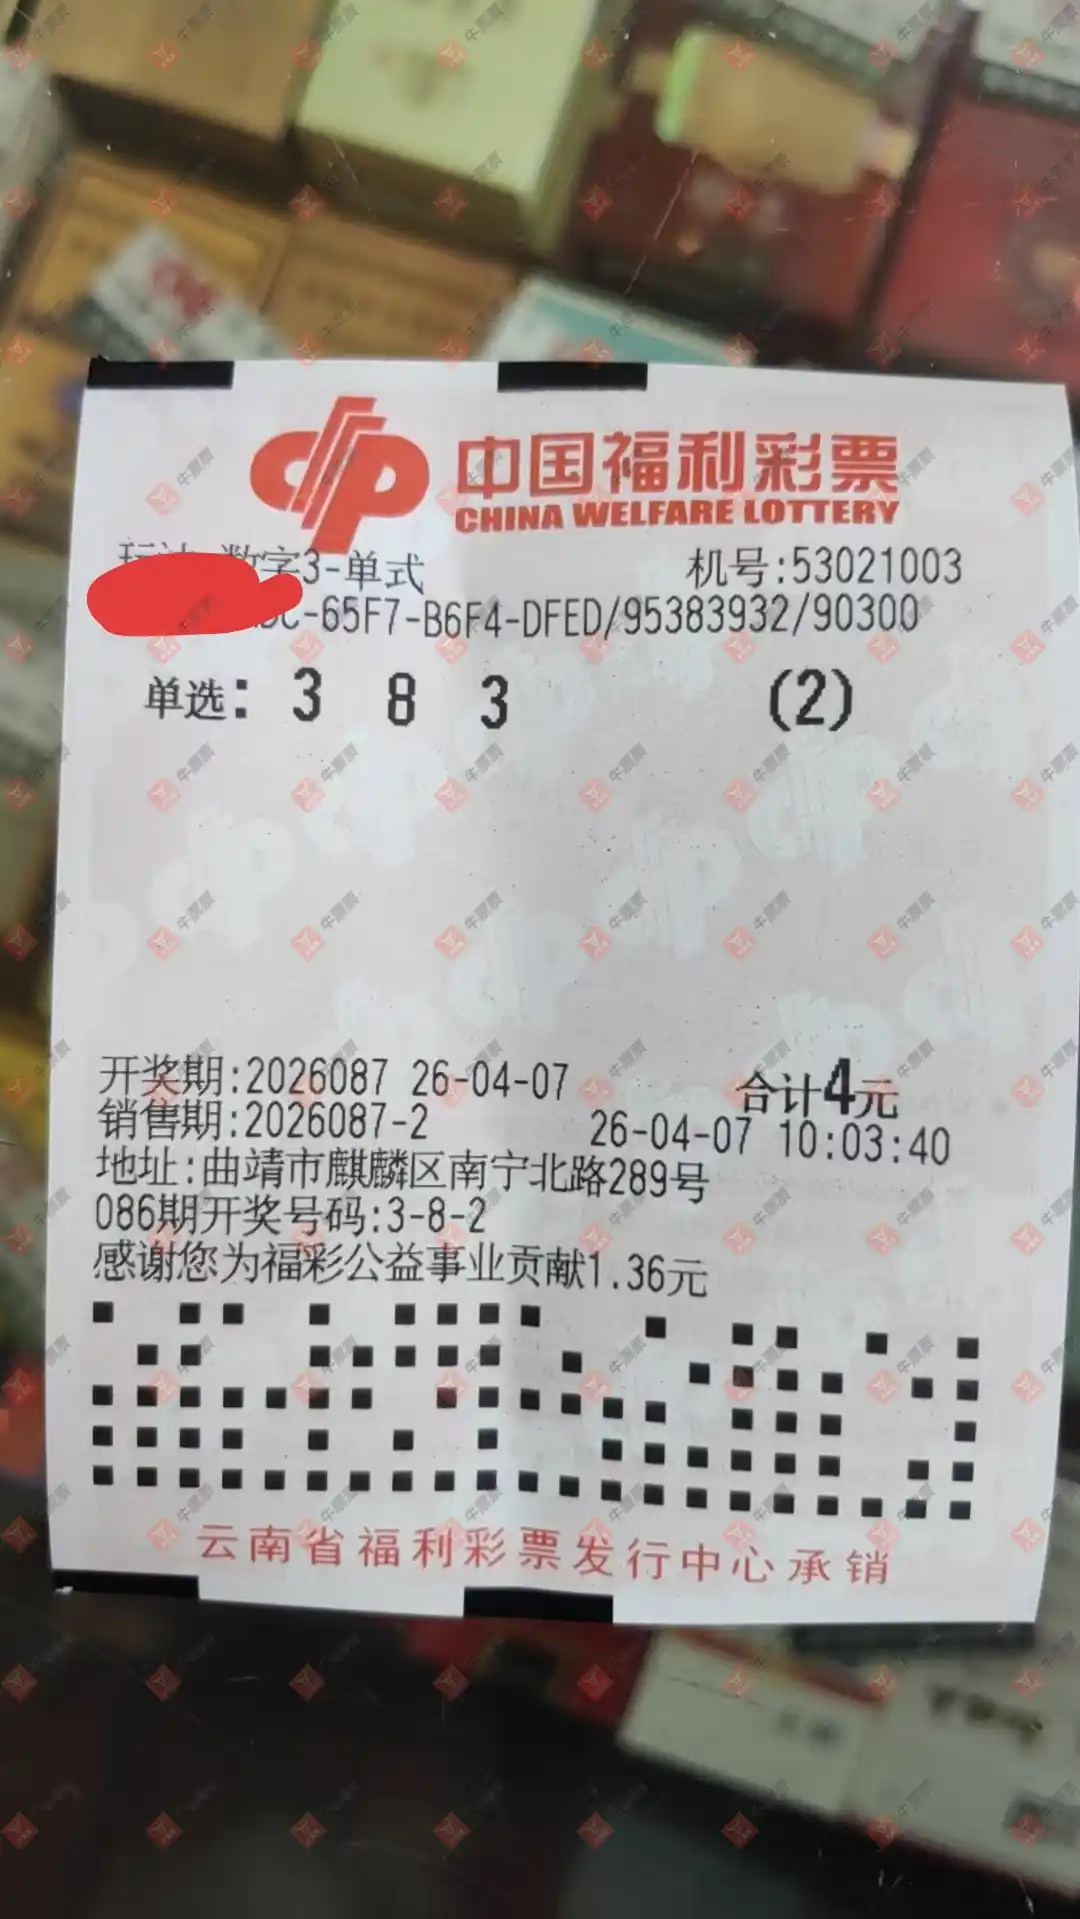 中国福利彩票
CHINA WELFARE LOTTERY
数字3-单式 机号:53021003
-65F7-B6F4-DFED/95383932/90300
单选: 3 8 3 (2)
开奖期:2026087 26-04-07 合计4元
销售期:2026087-2 26-04-07 10:03:40
地址:曲靖市麒麟区南宁北路289号
086期开奖号码:3-8-2
感谢您为福彩公益事业贡献1.36元
云南省福利彩票发行中心承销
牛票票